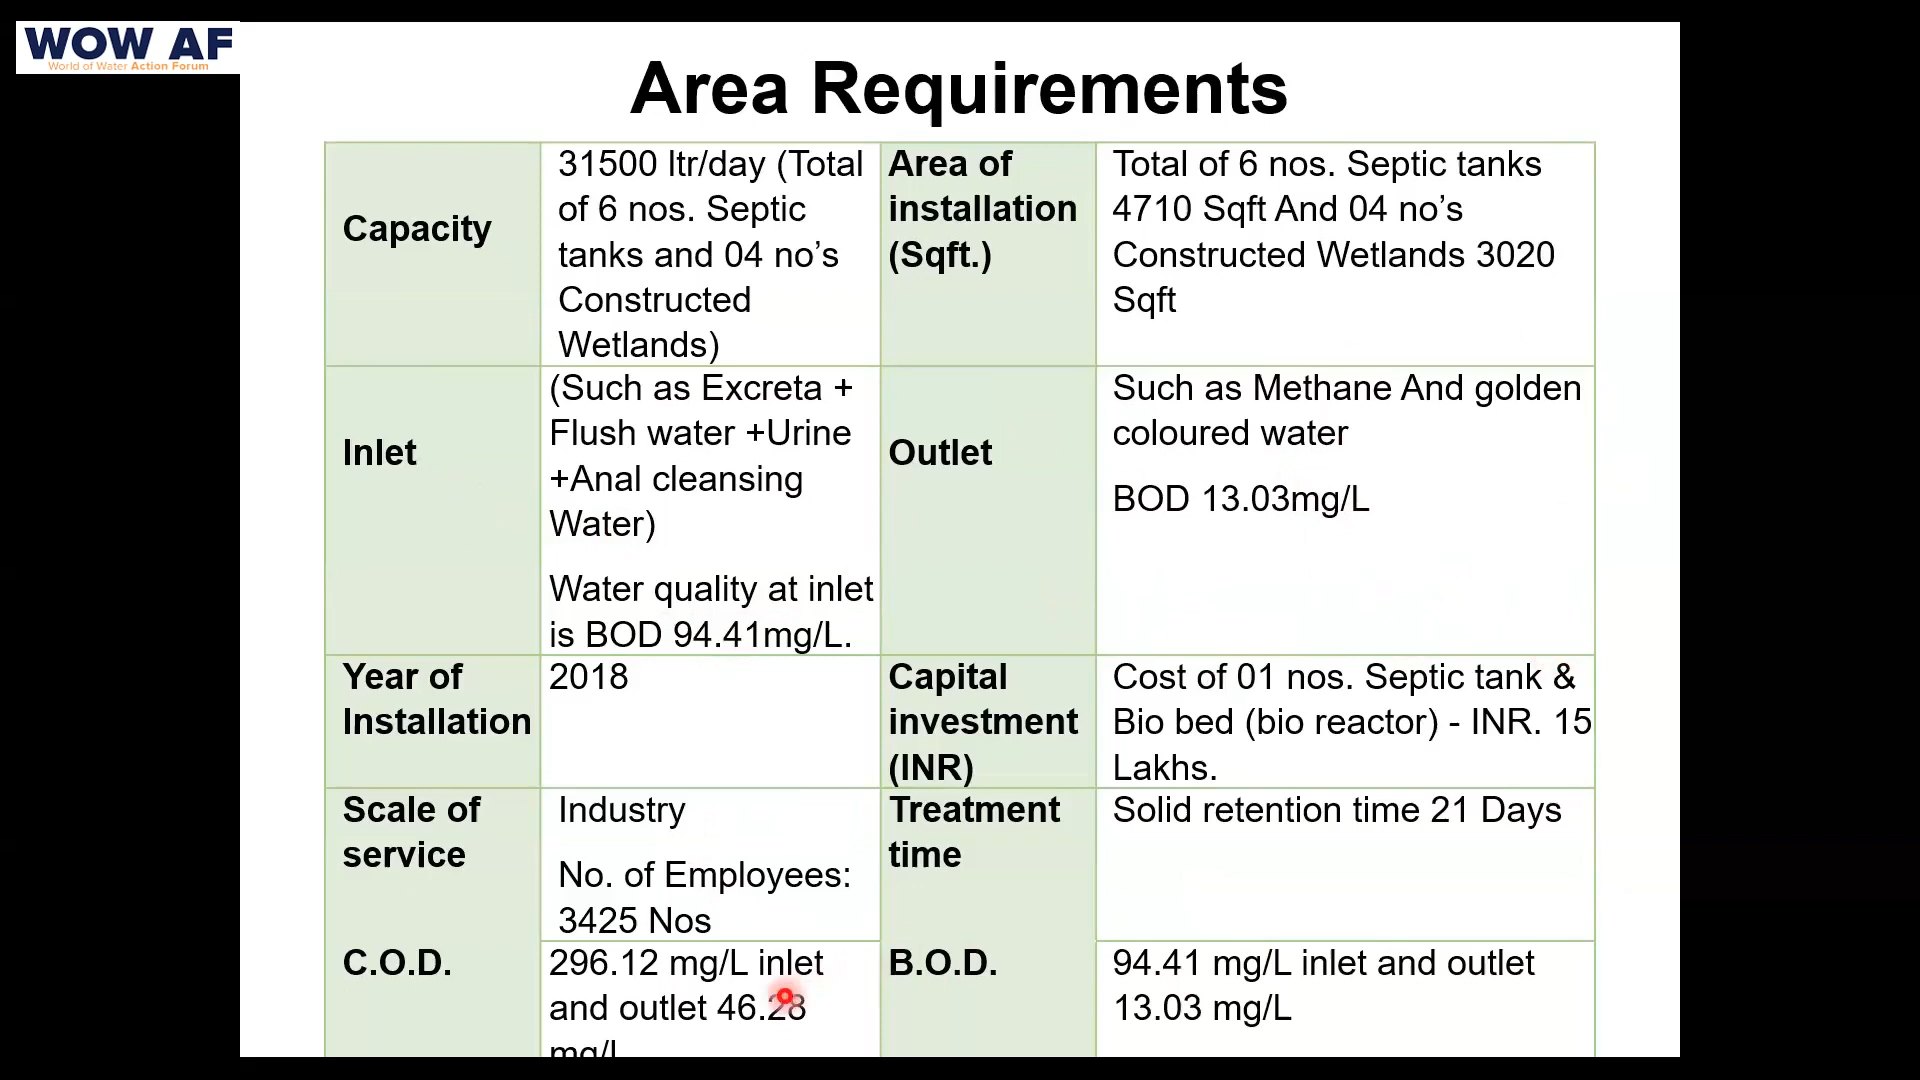 WOW AF
World of Water Action Forum
Area Requirements
Capacity
31500 ltr/day (Total
of 6 nos. Septic
tanks and 04 no’s
Constructed
Wetlands)
Area of
installation
(Sqft.)
Total of 6 nos. Septic tanks
4710 Sqft And 04 no’s
Constructed Wetlands 3020
Sqft
Inlet
(Such as Excreta +
Flush water +Urine
+Anal cleansing
Water)
Water quality at inlet
is BOD 94.41mg/L.
Outlet
Such as Methane And golden
coloured water
BOD 13.03mg/L
Year of
Installation
2018
Capital
investment
(INR)
Cost of 01 nos. Septic tank &
Bio bed (bio reactor) - INR. 15
Lakhs.
Scale of
service
Industry
No. of Employees:
3425 Nos
Treatment
time
Solid retention time 21 Days
C.O.D.
296.12 mg/L inlet
and outlet 46.28
mg/L
B.O.D.
94.41 mg/L inlet and outlet
13.03 mg/L